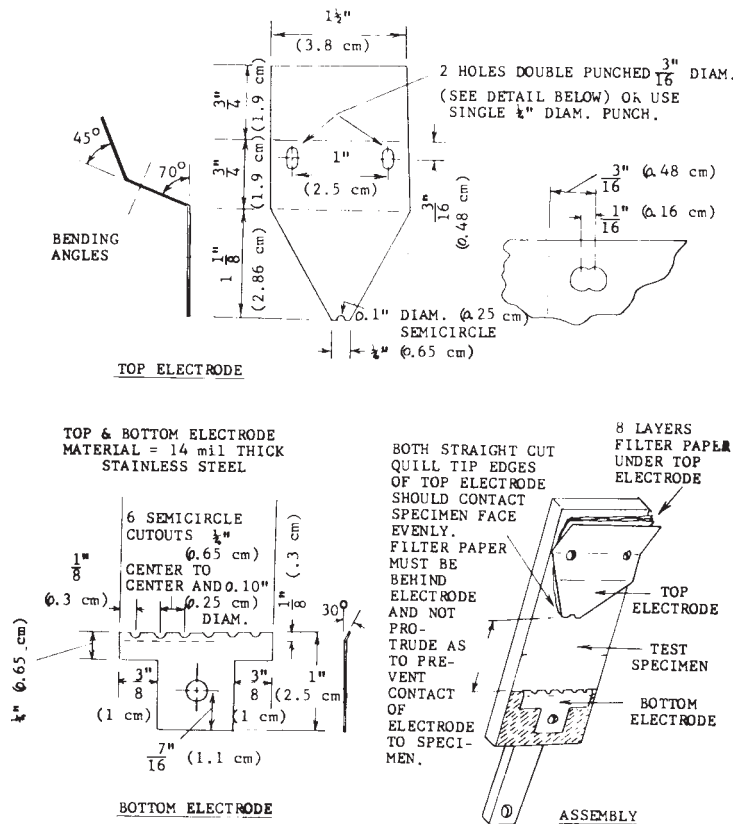 1½"
(3.8 cm)
2 HOLES DOUBLE PUNCHED 3/16" DIAM.
(SEE DETAIL BELOW) OR USE
SINGLE ¼" DIAM. PUNCH.
3/4"
(1.9 cm)
45°
70°
3/4"
(1.9 cm)
1"
(2.5 cm)
3"/16
(0.48 cm)
3"/16 (0.48 cm)
1"/16 (0.16 cm)
BENDING
ANGLES
1 1/8"
(2.86 cm)
0.1" DIAM. (0.25 cm)
SEMICIRCLE
¼" (0.65 cm)
TOP ELECTRODE
TOP & BOTTOM ELECTRODE
MATERIAL = 14 mil THICK
STAINLESS STEEL
6 SEMICIRCLE
CUTOUTS ¼"
(0.65 cm)
CENTER TO
CENTER AND 0.10"
(0.25 cm)
DIAM.
1/8"
(0.3 cm)
1/8" (.3 cm)
30°
¼" (0.65 cm)
3/8"
(1 cm)
3/8"
(1 cm)
1"
(2.5 cm)
7/16" (1.1 cm)
BOTTOM ELECTRODE
BOTH STRAIGHT CUT
QUILL TIP EDGES
OF TOP ELECTRODE
SHOULD CONTACT
SPECIMEN FACE
EVENLY.
FILTER PAPER
MUST BE
BEHIND
ELECTRODE
AND NOT
PRO-
TRUDE AS
TO PRE-
VENT
CONTACT
OF
ELECTRODE
TO SPECI-
MEN.
8 LAYERS
FILTER PAPER
UNDER TOP
ELECTRODE
TOP
ELECTRODE
TEST
SPECIMEN
BOTTOM
ELECTRODE
ASSEMBLY